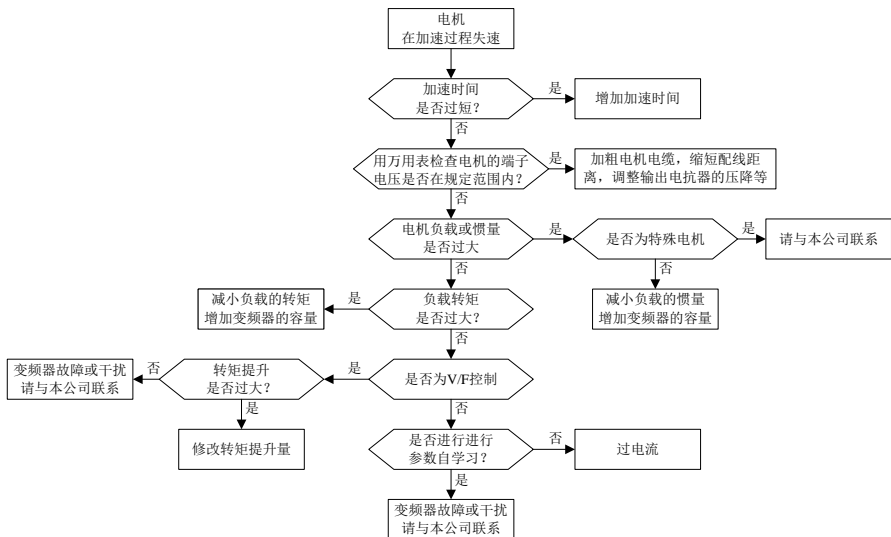 电机
在加速过程失速
加速时间
是否过短？
是
增加加速时间
否
用万用表检查电机的端子
电压是否在规定范围内？
是
加粗电机电缆，缩短配线距
离，调整输出电抗器的压降等
否
电机负载或惯量
是否过大
是
是否为特殊电机
是
请与本公司联系
否
否
减小负载的转矩
增加变频器的容量
是
负载转矩
是否过大？
减小负载的惯量
增加变频器的容量
否
变频器故障或干扰
请与本公司联系
否
转矩提升
是否过大？
是
是否为V/F控制
是
否
修改转矩提升量
是否进行进行
参数自学习？
否
过电流
是
变频器故障或干扰
请与本公司联系